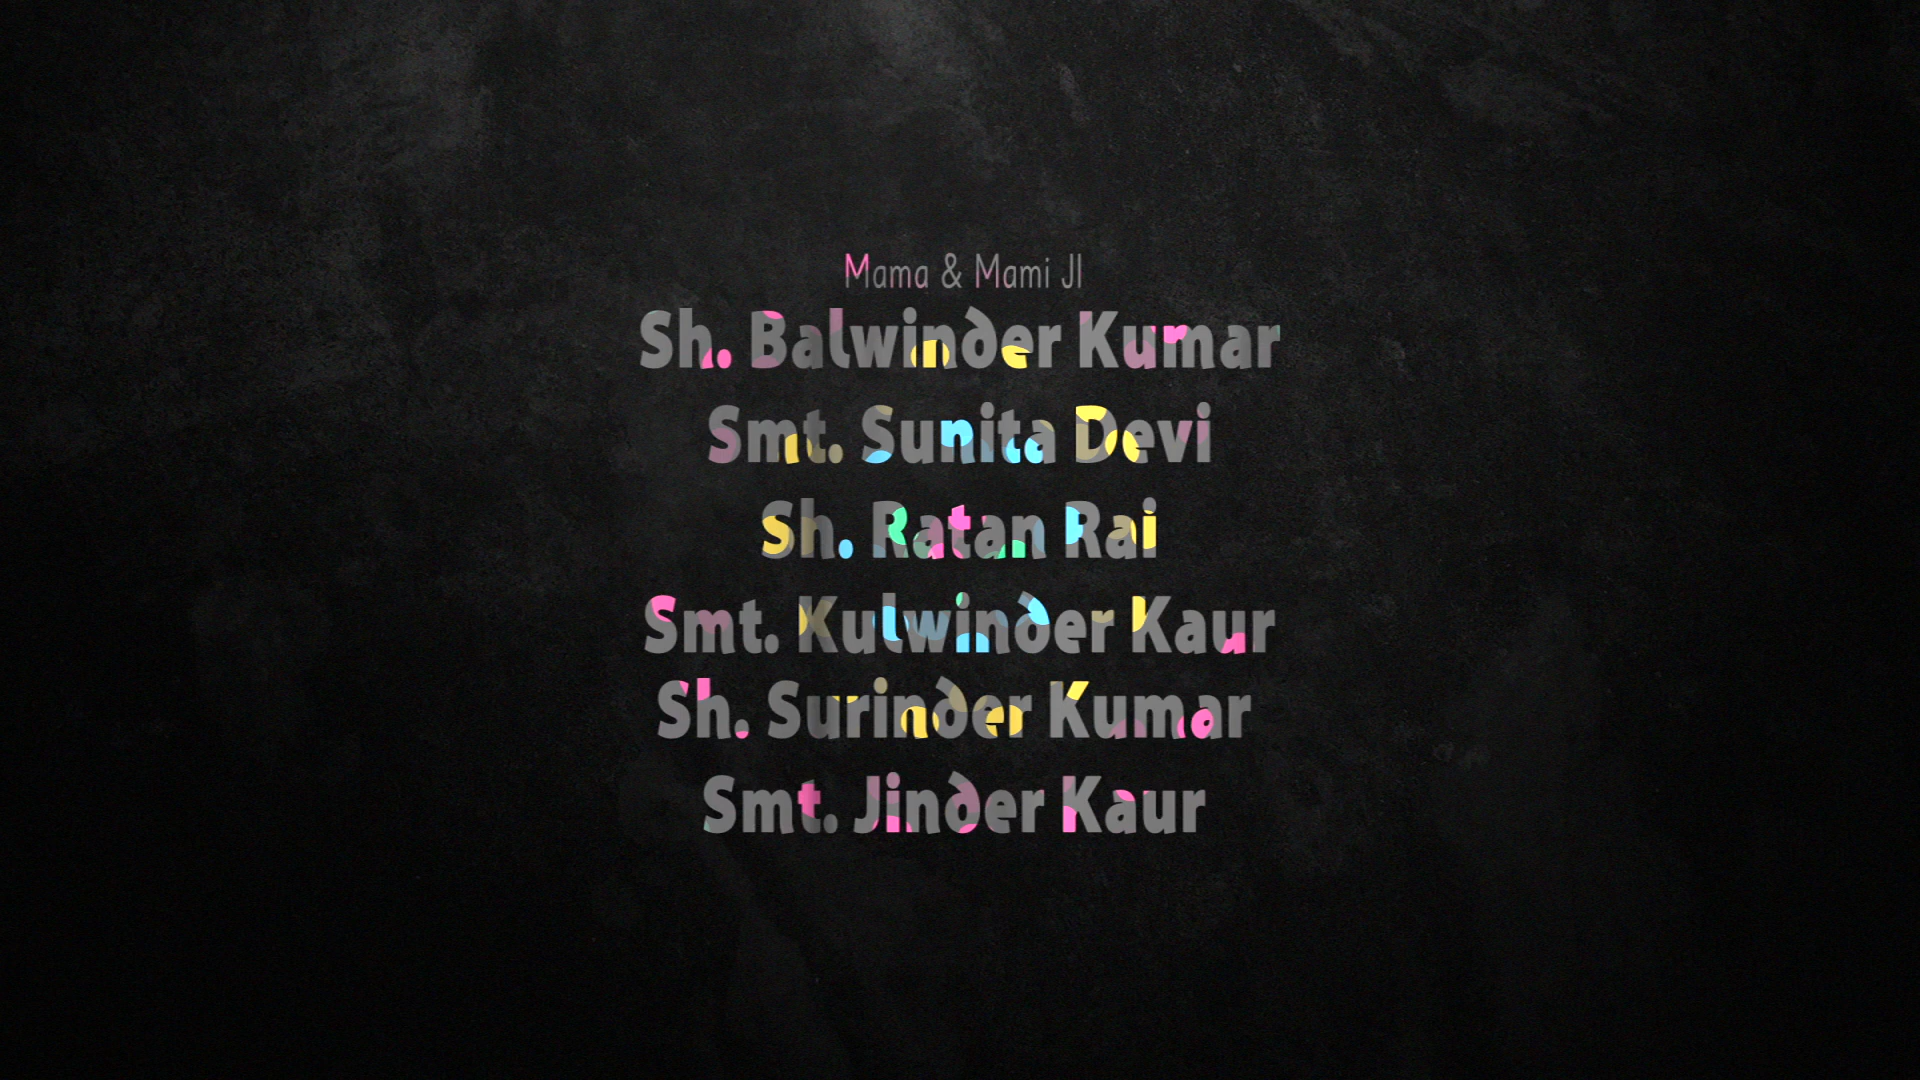 Mama & Mami JI
Sh. Balwinder Kumar
Smt. Sunita Devi
Sh. Ratan Rai
Smt. Kulwinder Kaur
Sh. Surinder Kumar
Smt. Jinder Kaur